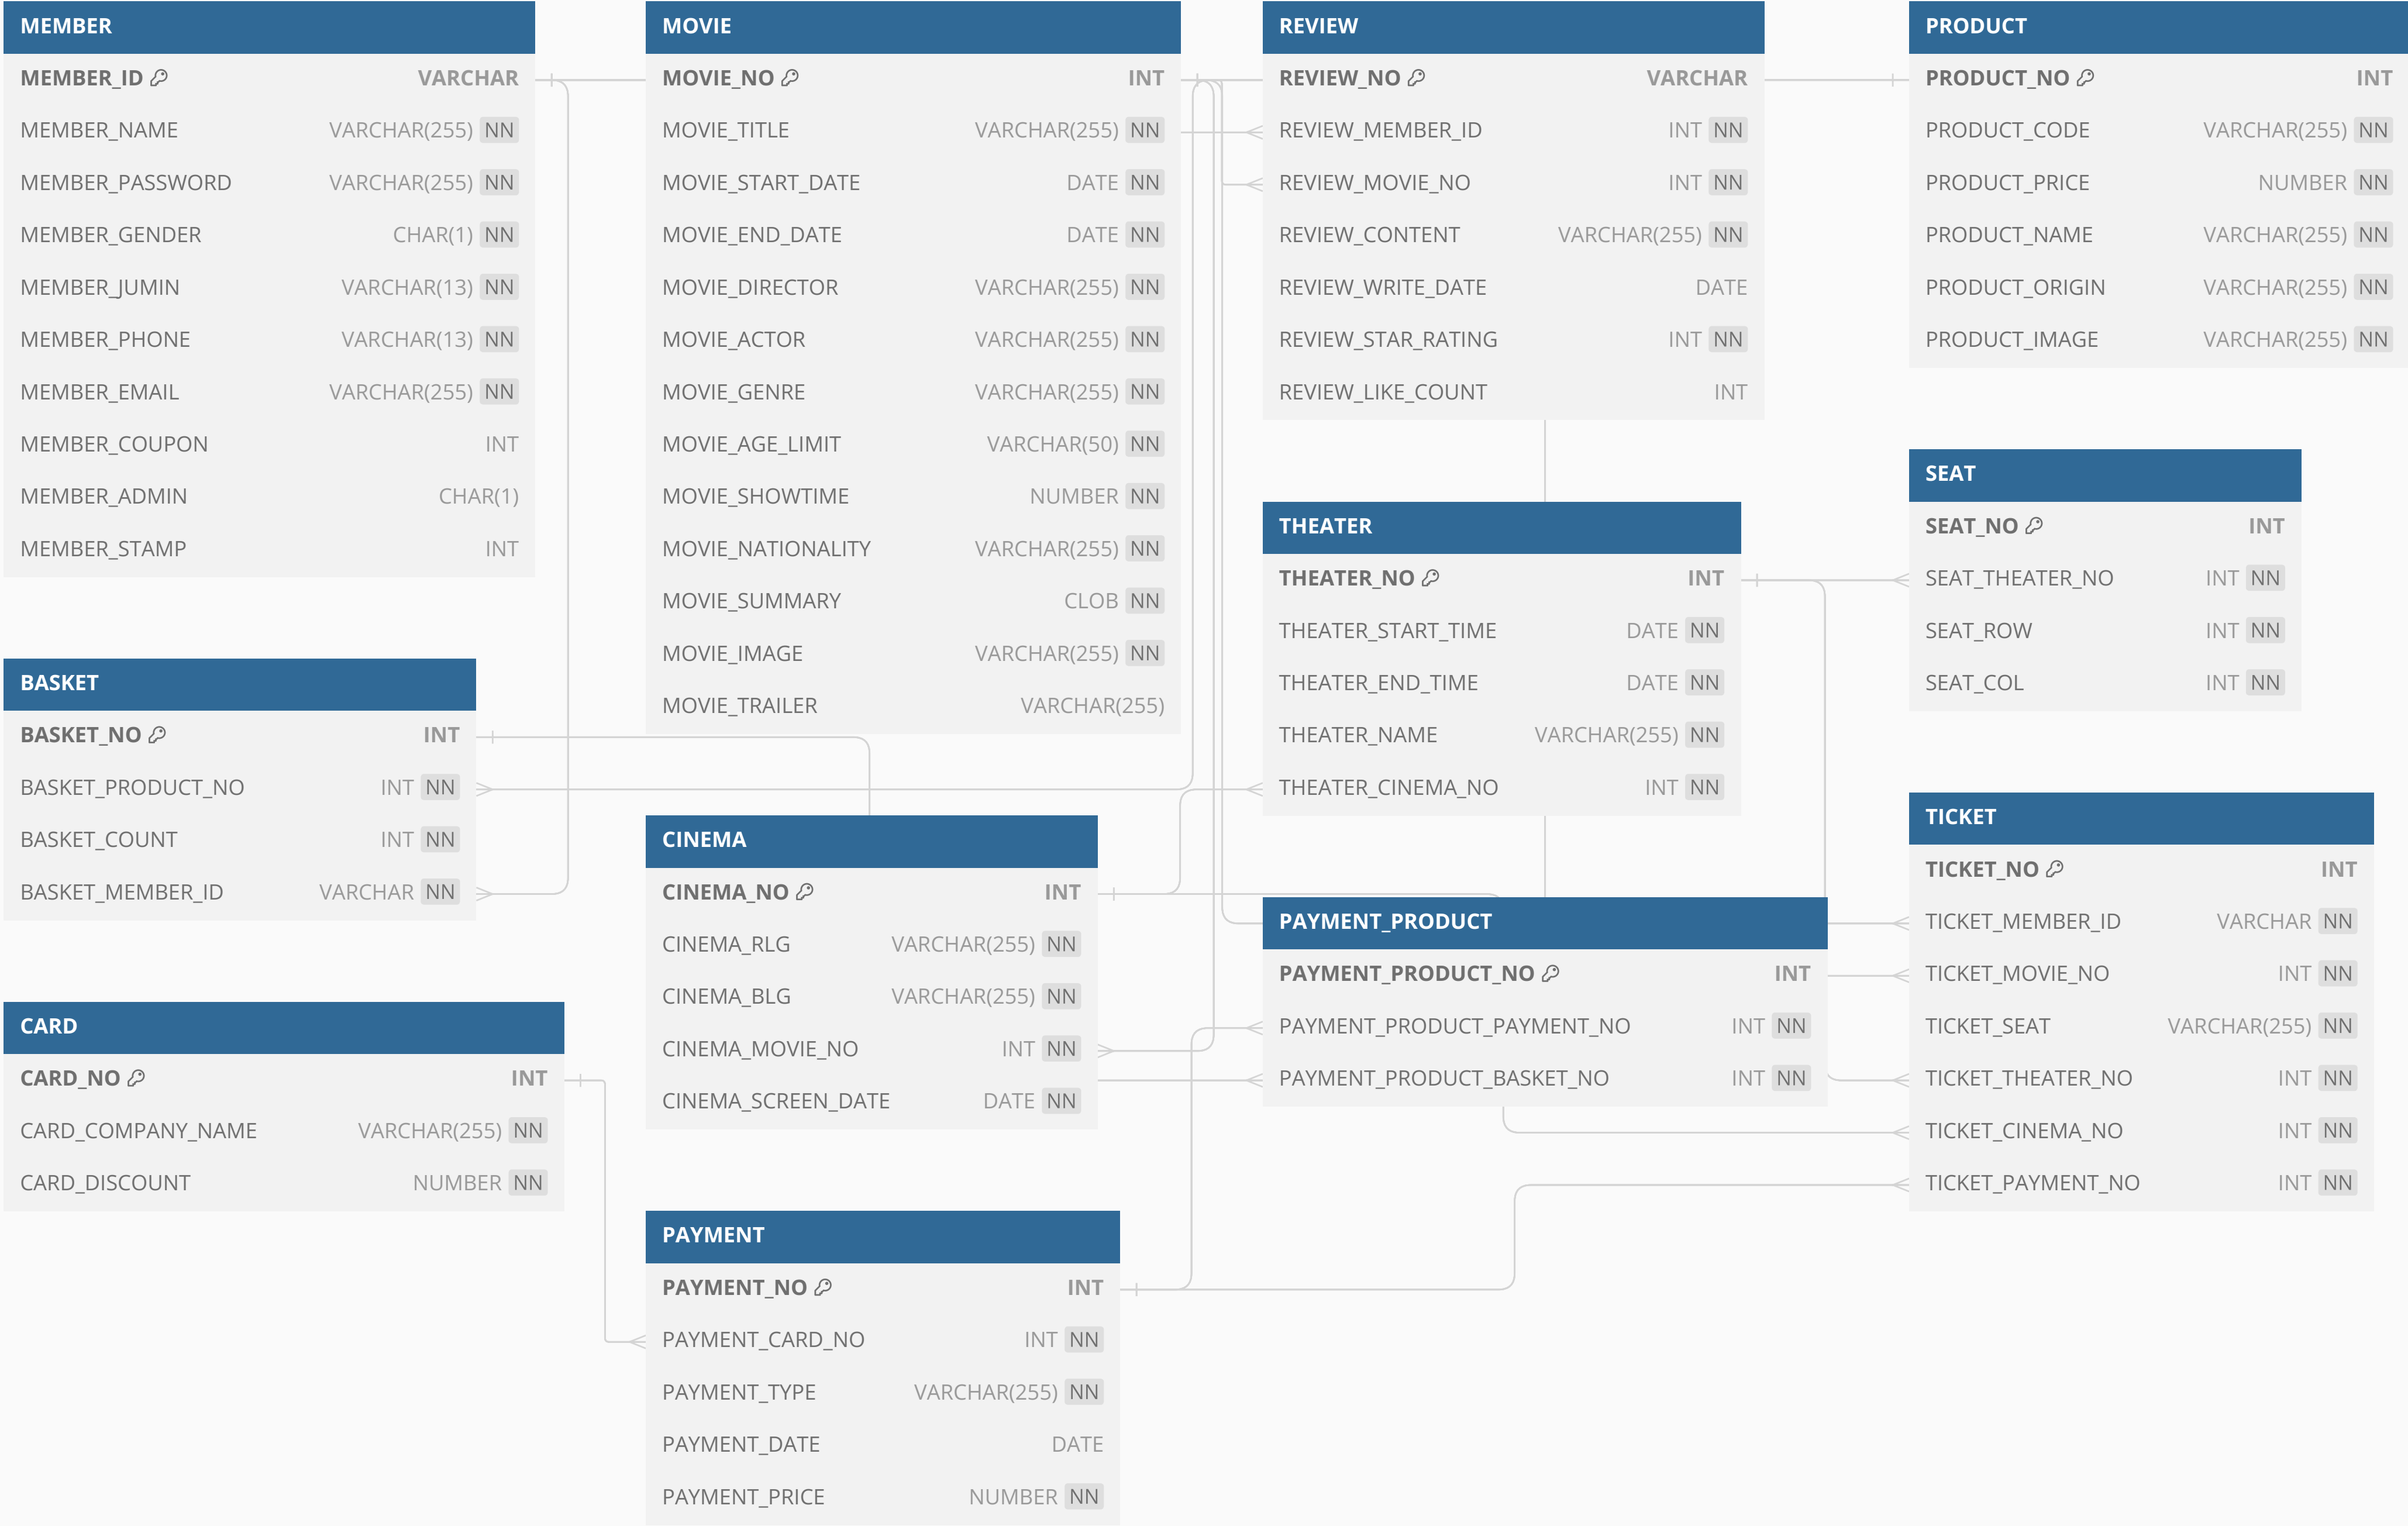 MEMBER
MEMBER_ID VARCHAR
MEMBER_NAME VARCHAR(255) NN
MEMBER_PASSWORD VARCHAR(255) NN
MEMBER_GENDER CHAR(1) NN
MEMBER_JUMIN VARCHAR(13) NN
MEMBER_PHONE VARCHAR(13) NN
MEMBER_EMAIL VARCHAR(255) NN
MEMBER_COUPON INT
MEMBER_ADMIN CHAR(1)
MEMBER_STAMP INT
BASKET
BASKET_NO INT
BASKET_PRODUCT_NO INT NN
BASKET_COUNT INT NN
BASKET_MEMBER_ID VARCHAR NN
CARD
CARD_NO INT
CARD_COMPANY_NAME VARCHAR(255) NN
CARD_DISCOUNT NUMBER NN
MOVIE
MOVIE_NO INT
MOVIE_TITLE VARCHAR(255) NN
MOVIE_START_DATE DATE NN
MOVIE_END_DATE DATE NN
MOVIE_DIRECTOR VARCHAR(255) NN
MOVIE_ACTOR VARCHAR(255) NN
MOVIE_GENRE VARCHAR(255) NN
MOVIE_AGE_LIMIT VARCHAR(50) NN
MOVIE_SHOWTIME NUMBER NN
MOVIE_NATIONALITY VARCHAR(255) NN
MOVIE_SUMMARY CLOB NN
MOVIE_IMAGE VARCHAR(255) NN
MOVIE_TRAILER VARCHAR(255)
CINEMA
CINEMA_NO INT
CINEMA_RLG VARCHAR(255) NN
CINEMA_BLG VARCHAR(255) NN
CINEMA_MOVIE_NO INT NN
CINEMA_SCREEN_DATE DATE NN
PAYMENT
PAYMENT_NO INT
PAYMENT_CARD_NO INT NN
PAYMENT_TYPE VARCHAR(255) NN
PAYMENT_DATE DATE
PAYMENT_PRICE NUMBER NN
REVIEW
REVIEW_NO VARCHAR
REVIEW_MEMBER_ID INT NN
REVIEW_MOVIE_NO INT NN
REVIEW_CONTENT VARCHAR(255) NN
REVIEW_WRITE_DATE DATE
REVIEW_STAR_RATING INT NN
REVIEW_LIKE_COUNT INT
THEATER
THEATER_NO INT
THEATER_START_TIME DATE NN
THEATER_END_TIME DATE NN
THEATER_NAME VARCHAR(255) NN
THEATER_CINEMA_NO INT NN
PAYMENT_PRODUCT
PAYMENT_PRODUCT_NO INT
PAYMENT_PRODUCT_PAYMENT_NO INT NN
PAYMENT_PRODUCT_BASKET_NO INT NN
PRODUCT
PRODUCT_NO INT
PRODUCT_CODE VARCHAR(255) NN
PRODUCT_PRICE NUMBER NN
PRODUCT_NAME VARCHAR(255) NN
PRODUCT_ORIGIN VARCHAR(255) NN
PRODUCT_IMAGE VARCHAR(255) NN
SEAT
SEAT_NO INT
SEAT_THEATER_NO INT NN
SEAT_ROW INT NN
SEAT_COL INT NN
TICKET
TICKET_NO INT
TICKET_MEMBER_ID VARCHAR NN
TICKET_MOVIE_NO INT NN
TICKET_SEAT VARCHAR(255) NN
TICKET_THEATER_NO INT NN
TICKET_CINEMA_NO INT NN
TICKET_PAYMENT_NO INT NN